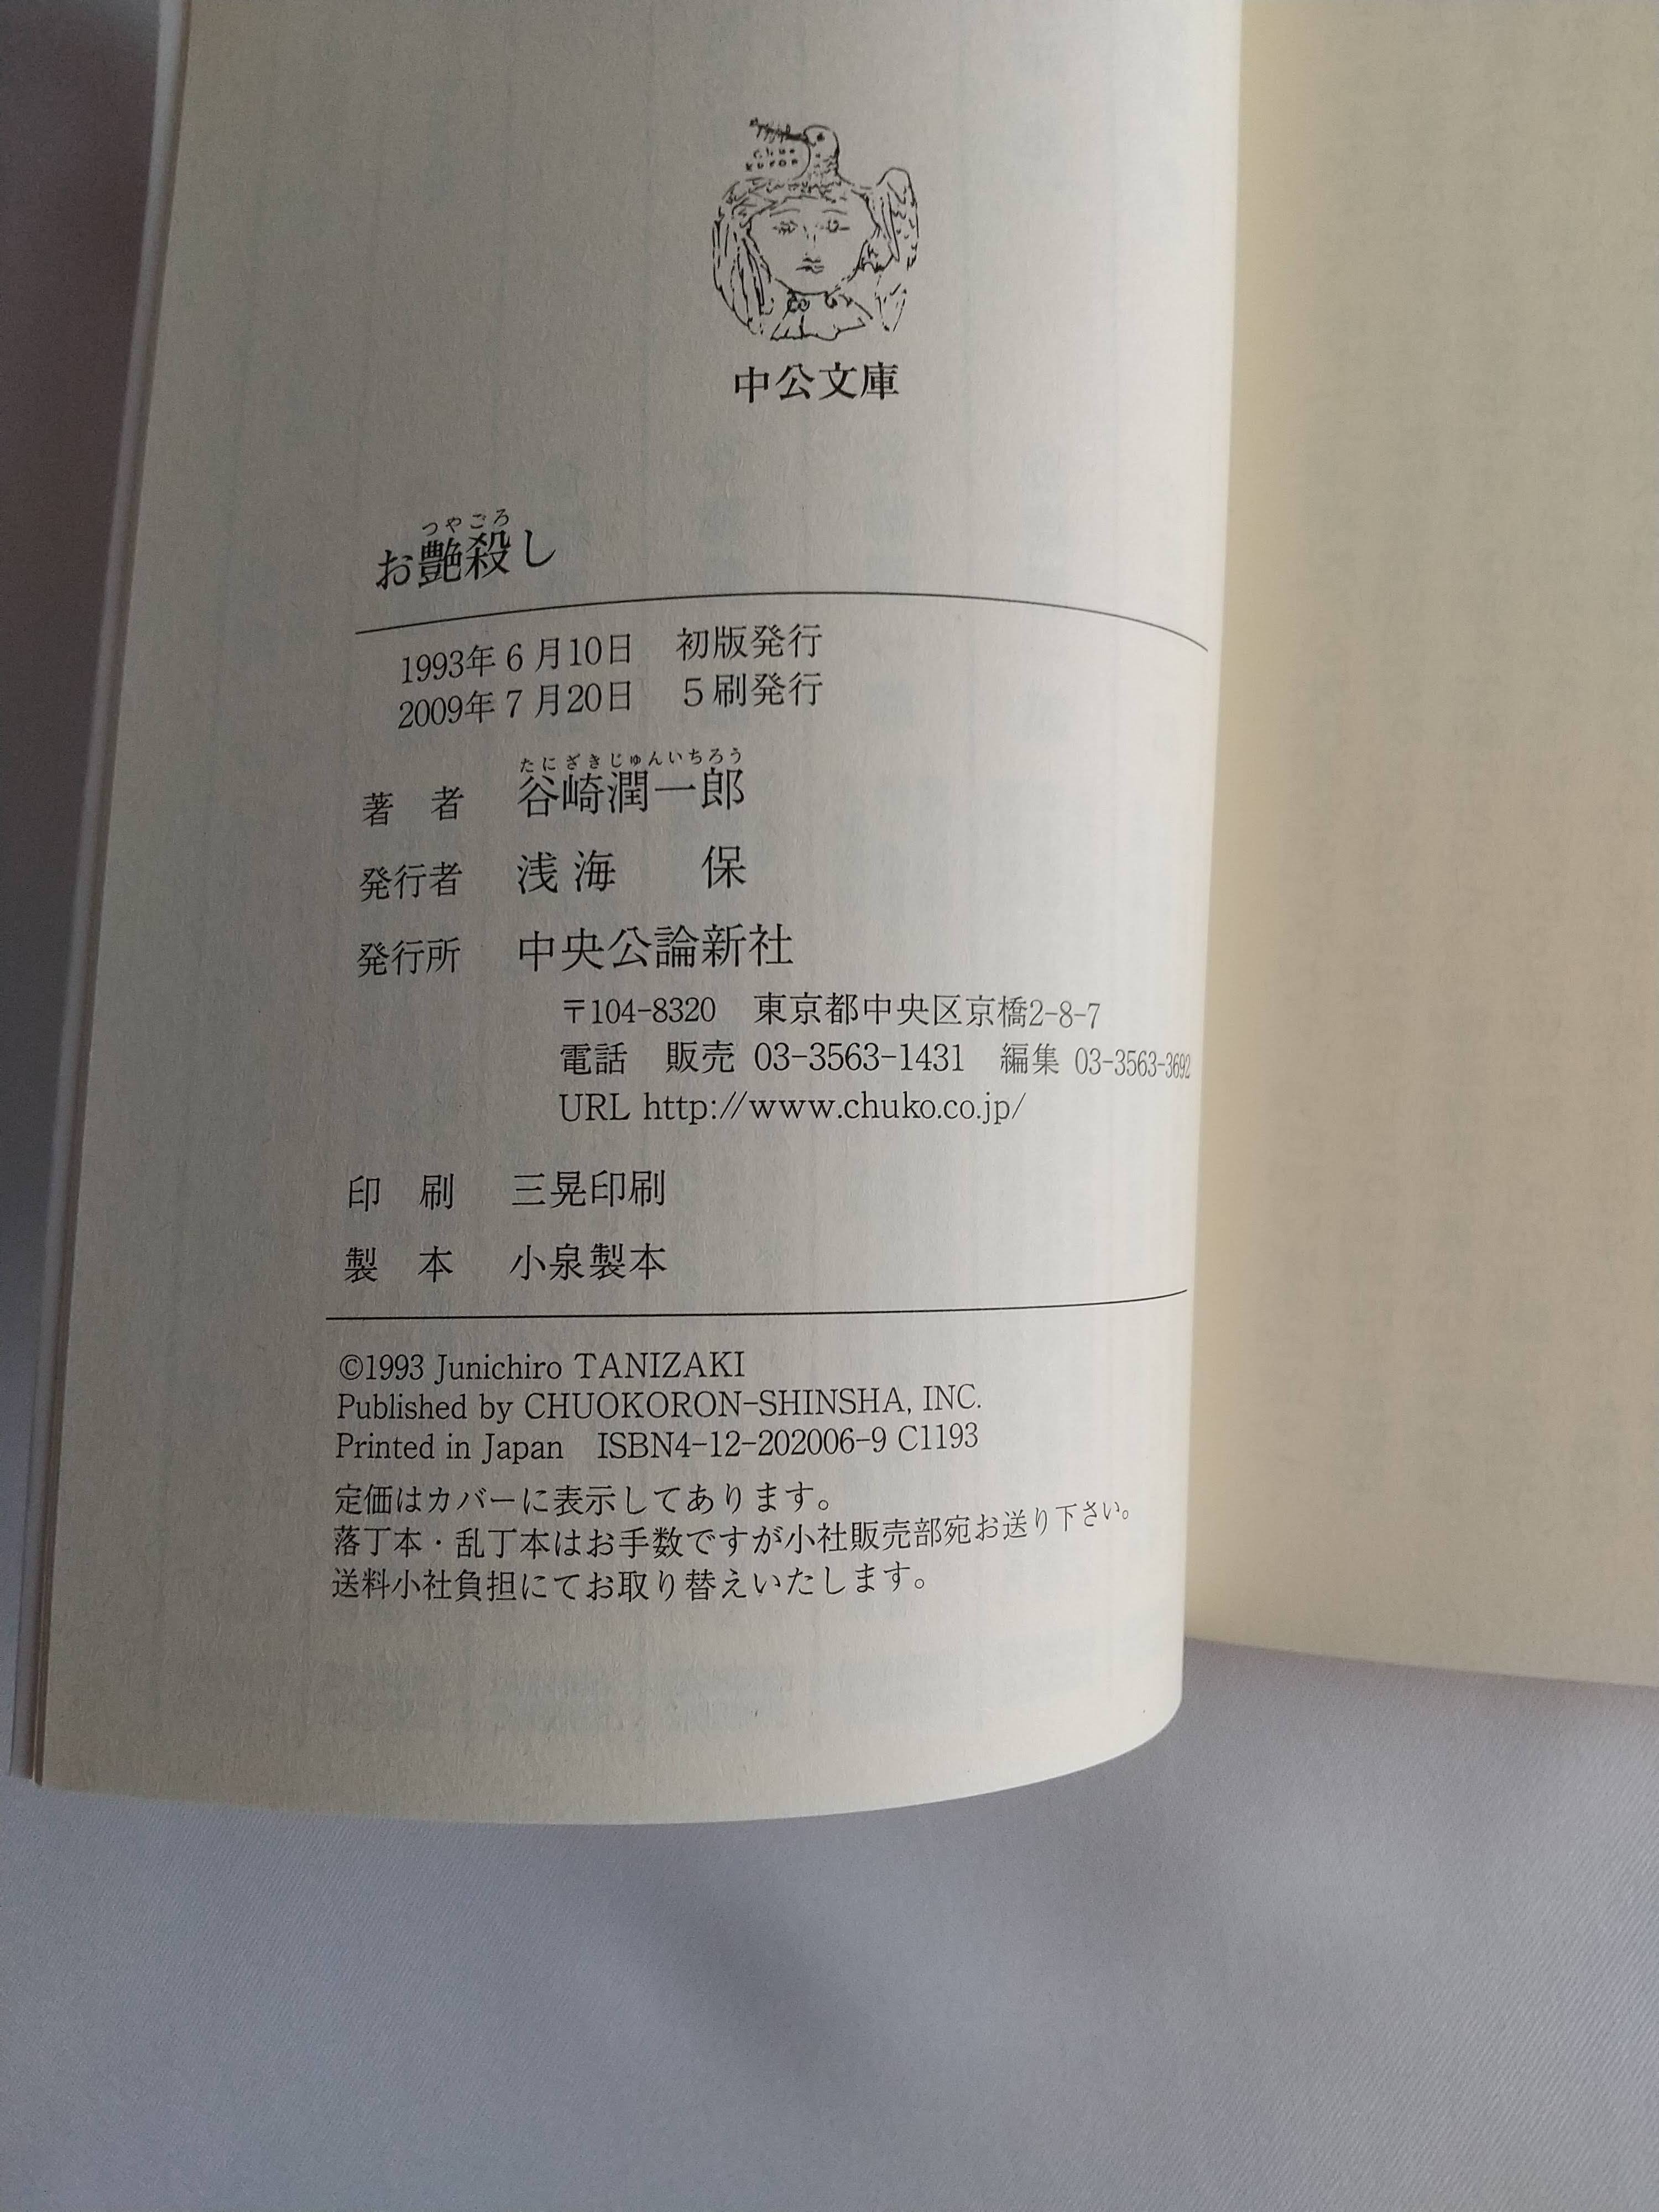 Chuo
Kuron
中公文庫
つやごろ
お艶殺し
1993年6月10日　初版発行
2009年7月20日　5刷発行
たにざきじゅんいちろう
著　者　谷崎潤一郎
発行者　浅海　保
発行所　中央公論新社
〒104-8320　東京都中央区京橋2-8-7
電話　販売 03-3563-1431　編集 03-3563-3692
URL http://www.chuko.co.jp/
印　刷　三晃印刷
製　本　小泉製本
©1993 Junichiro TANIZAKI
Published by CHUOKORON-SHINSHA, INC.
Printed in Japan　ISBN4-12-202006-9 C1193
定価はカバーに表示してあります。
落丁本・乱丁本はお手数ですが小社販売部宛お送り下さい。
送料小社負担にてお取り替えいたします。